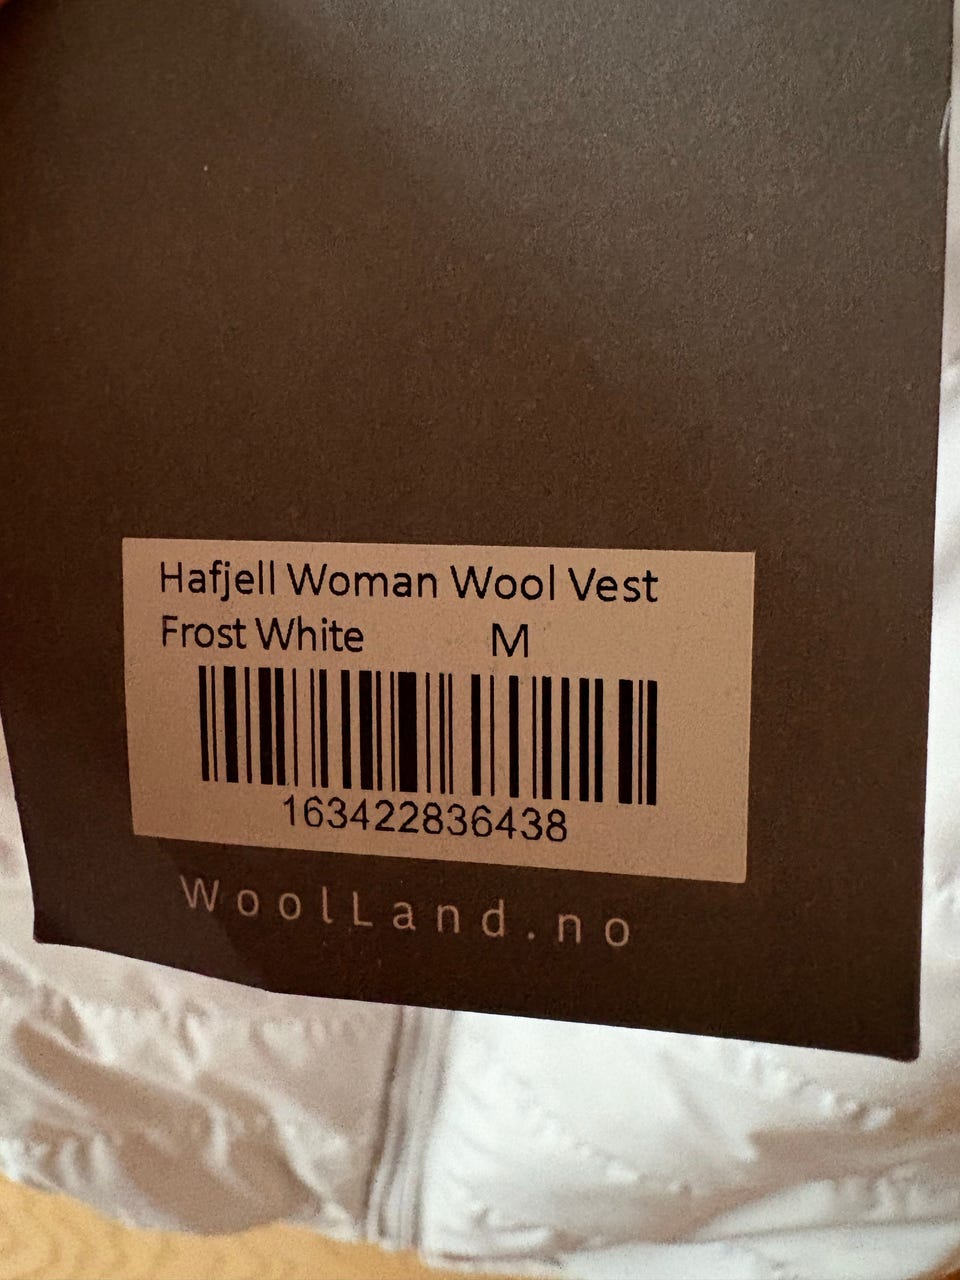 Hafjell Woman Wool Vest
Frost White M
163422836438
WoolLand.no